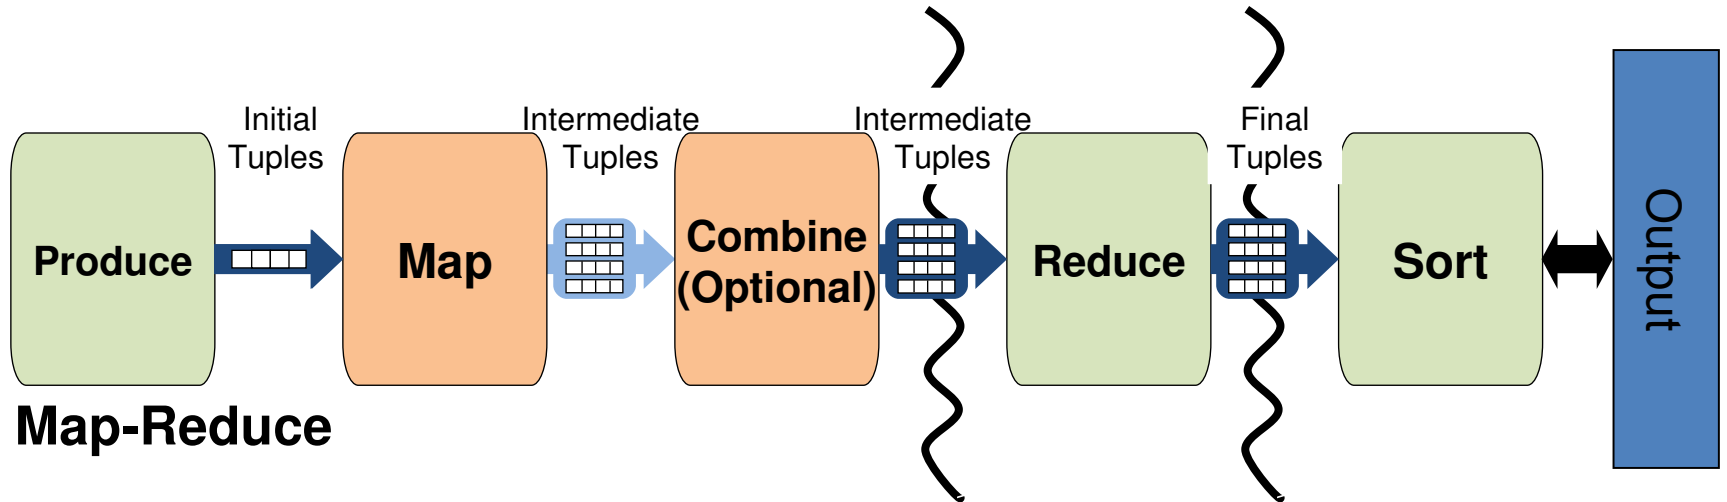 Initial
Tuples
Intermediate
Tuples
Intermediate
Tuples
Final
Tuples
Produce
Map
Combine
(Optional)
Reduce
Sort
Output
Map-Reduce